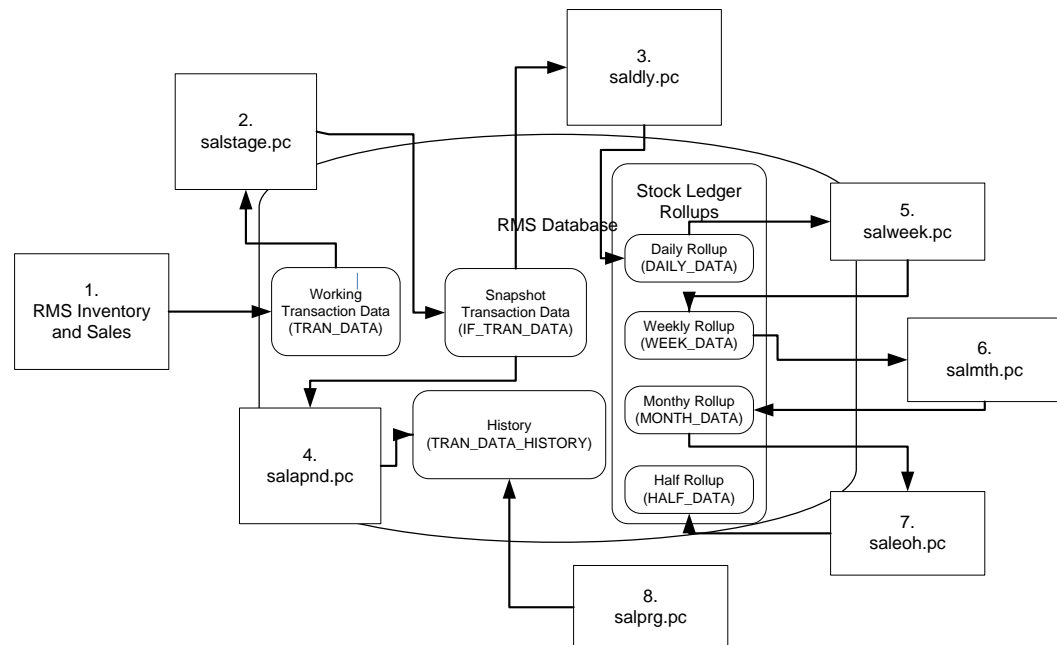 3.
saldly.pc
2.
salstage.pc
Stock Ledger
Rollups
RMS Database
5.
salweek.pc
Daily Rollup
(DAILY_DATA)
1.
RMS Inventory
and Sales
Working
Transaction Data
(TRAN_DATA)
Snapshot
Transaction Data
(IF_TRAN_DATA)
Weekly Rollup
(WEEK_DATA)
6.
salmth.pc
Monthy Rollup
(MONTH_DATA)
4.
salapnd.pc
History
(TRAN_DATA_HISTORY)
Half Rollup
(HALF_DATA)
7.
saleoh.pc
8.
salprg.pc